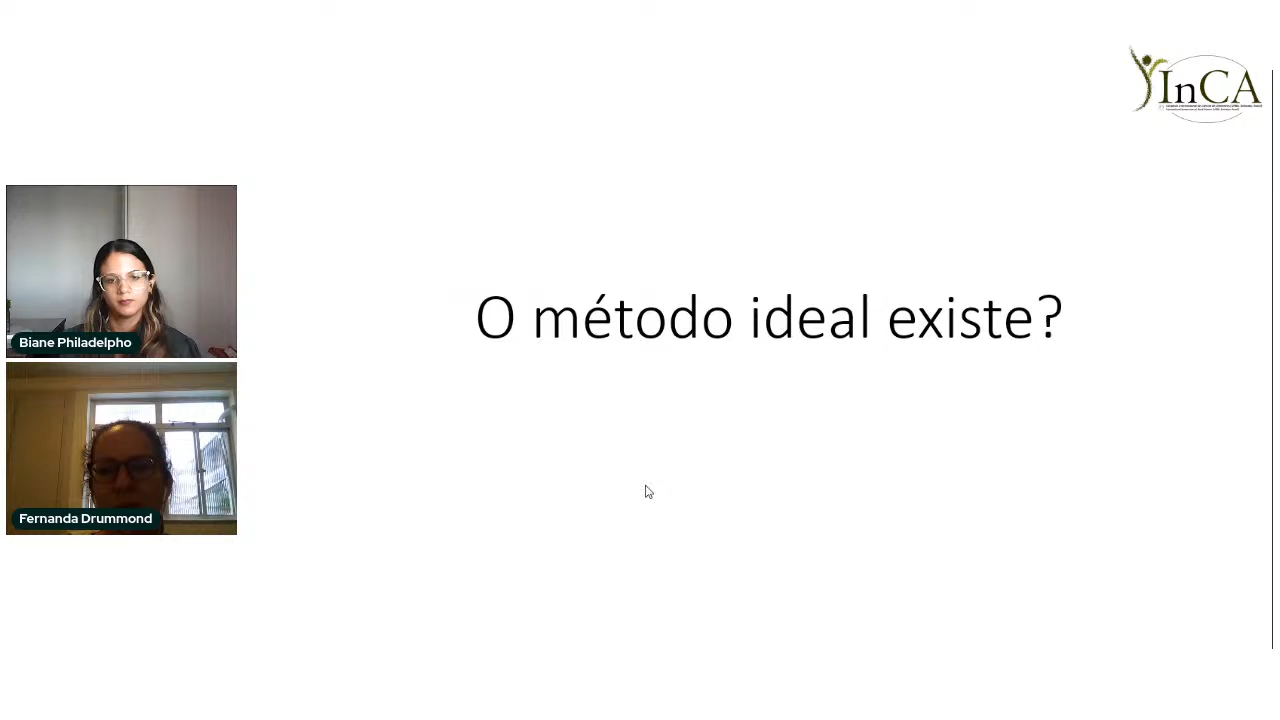 InCA
O método ideal existe?
Biane Philadelpho
Fernanda Drummond